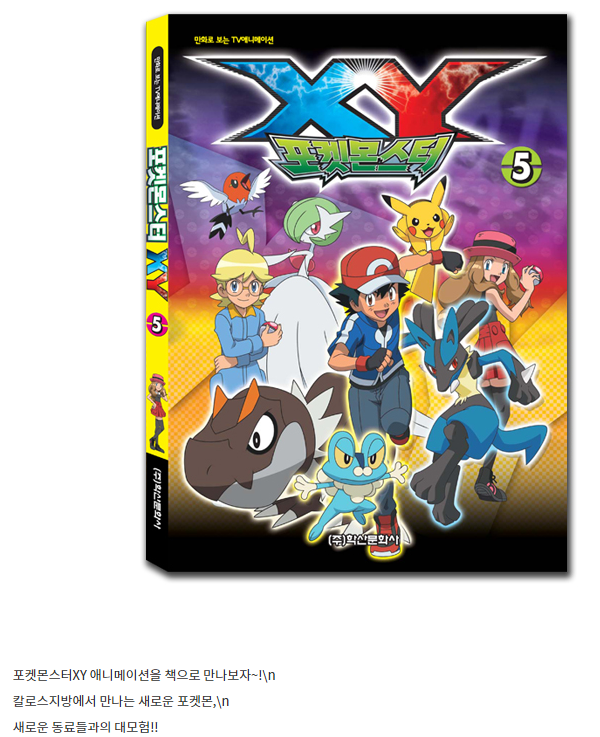 만화로 보는 TV애니메이션
XY
포켓몬스터
5
만화로 보는 TV애니메이션
포켓몬스터 XY
5
(주)학산문화사
(주)학산문화사
포켓몬스터XY 애니메이션을 책으로 만나보자~!\n
칼로스지방에서 만나는 새로운 포켓몬,\n
새로운 동료들과의 대모험!!